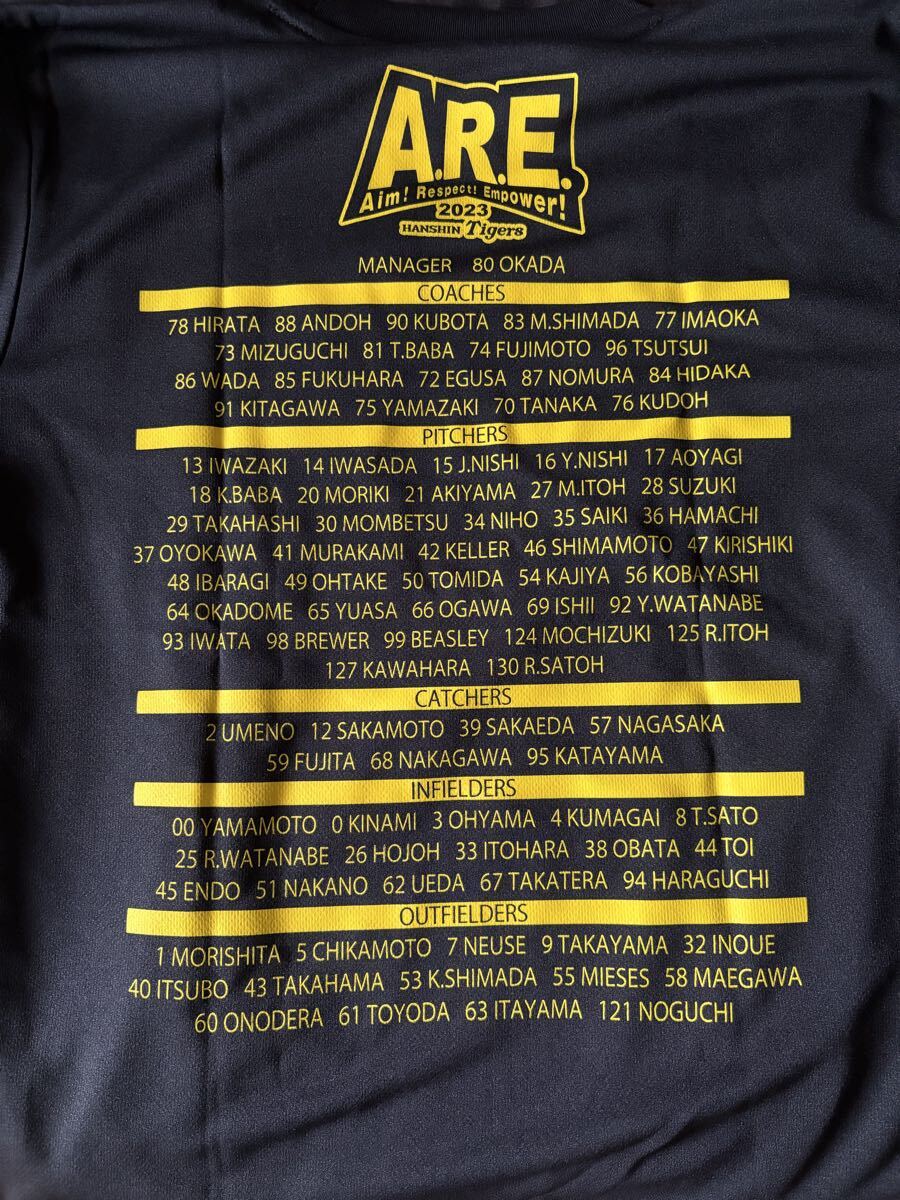 A.R.E.
Aim! Respect! Empower!
2023
HANSHIN Tigers
MANAGER 80 OKADA
COACHES
78 HIRATA 88 ANDOH 90 KUBOTA 83 M.SHIMADA 77 IMAOKA
73 MIZUGUCHI 81 T.BABA 74 FUJIMOTO 96 TSUTSUI
86 WADA 85 FUKUHARA 72 EGUSA 87 NOMURA 84 HIDAKA
91 KITAGAWA 75 YAMAZAKI 70 TANAKA 76 KUDOH
PITCHERS
13 IWAZAKI 14 IWASADA 15 J.NISHI 16 Y.NISHI 17 AOYAGI
18 K.BABA 20 MORIKI 21 AKIYAMA 27 M.ITOH 28 SUZUKI
29 TAKAHASHI 30 MOMBETSU 34 NIHO 35 SAIKI 36 HAMACHI
37 OYOKAWA 41 MURAKAMI 42 KELLER 46 SHIMAMOTO 47 KIRISHIKI
48 IBARAGI 49 OHTAKE 50 TOMIDA 54 KAJIYA 56 KOBAYASHI
64 OKADOME 65 YUASA 66 OGAWA 69 ISHII 92 Y.WATANABE
93 IWATA 98 BREWER 99 BEASLEY 124 MOCHIZUKI 125 R.ITOH
127 KAWAHARA 130 R.SATOH
CATCHERS
2 UMENO 12 SAKAMOTO 39 SAKAEDA 57 NAGASAKA
59 FUJITA 68 NAKAGAWA 95 KATAYAMA
INFIELDERS
00 YAMAMOTO 0 KINAMI 3 OHYAMA 4 KUMAGAI 8 T.SATO
25 R.WATANABE 26 HOJOH 33 ITOHARA 38 OBATA 44 TOI
45 ENDO 51 NAKANO 62 UEDA 67 TAKATERA 94 HARAGUCHI
OUTFIELDERS
1 MORISHITA 5 CHIKAMOTO 7 NEUSE 9 TAKAYAMA 32 INOUE
40 ITSUBO 43 TAKAHAMA 53 K.SHIMADA 55 MIESES 58 MAEGAWA
60 ONODERA 61 TOYODA 63 ITAYAMA 121 NOGUCHI